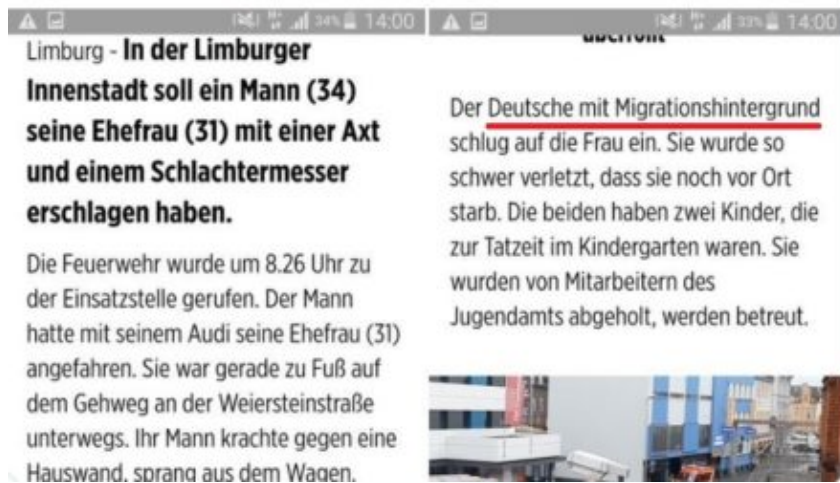 34% 14:00
Limburg - In der Limburger
Innenstadt soll ein Mann (34)
seine Ehefrau (31) mit einer Axt
und einem Schlachtermesser
erschlagen haben.
Die Feuerwehr wurde um 8.26 Uhr zu
der Einsatzstelle gerufen. Der Mann
hatte mit seinem Audi seine Ehefrau (31)
angefahren. Sie war gerade zu Fuß auf
dem Gehweg an der Weiersteinstraße
unterwegs. Ihr Mann krachte gegen eine
Hauswand, sprang aus dem Wagen.
33% 14:00
überrollt
Der Deutsche mit Migrationshintergrund
schlug auf die Frau ein. Sie wurde so
schwer verletzt, dass sie noch vor Ort
starb. Die beiden haben zwei Kinder, die
zur Tatzeit im Kindergarten waren. Sie
wurden von Mitarbeitern des
Jugendamts abgeholt, werden betreut.